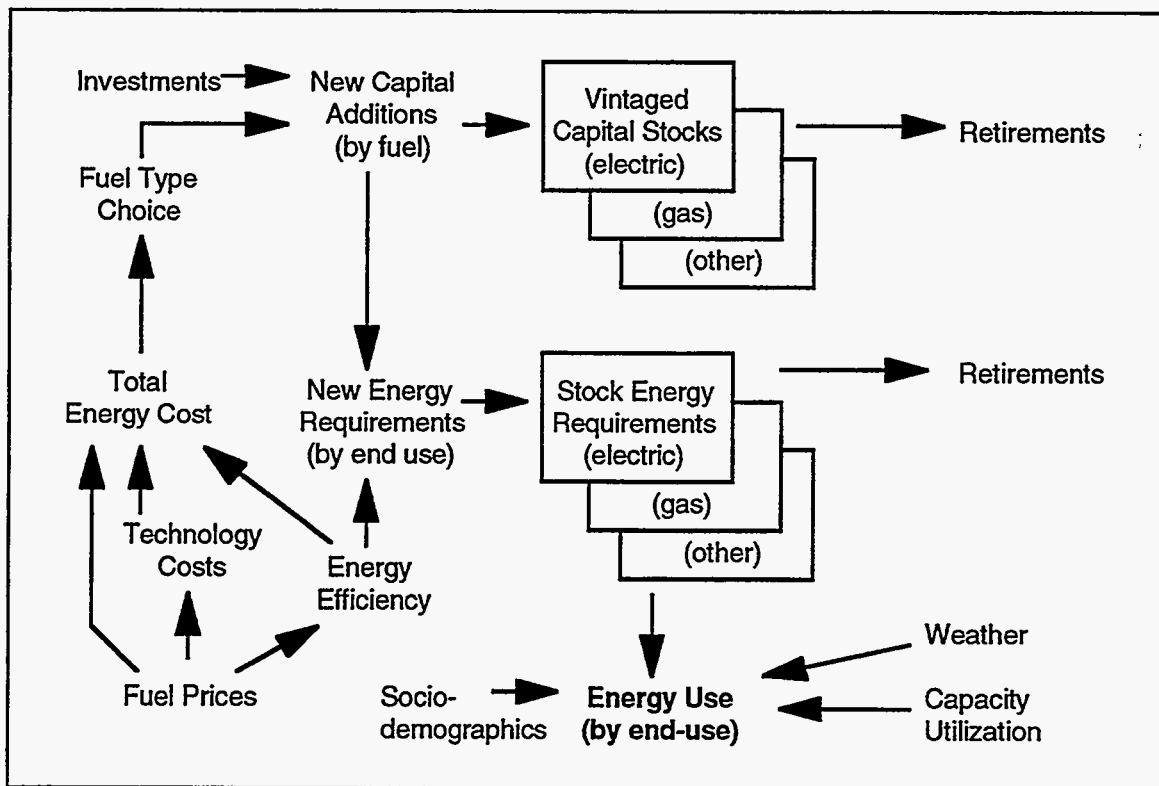 Investments
New Capital
Additions
(by fuel)
Vintaged
Capital Stocks
(electric)
(gas)
(other)
Retirements
Fuel Type
Choice
Total
Energy Cost
New Energy
Requirements
(by end use)
Stock Energy
Requirements
(electric)
(gas)
(other)
Retirements
Technology
Costs
Energy
Efficiency
Fuel Prices
Socio-
demographics
Energy Use
(by end-use)
Weather
Capacity
Utilization